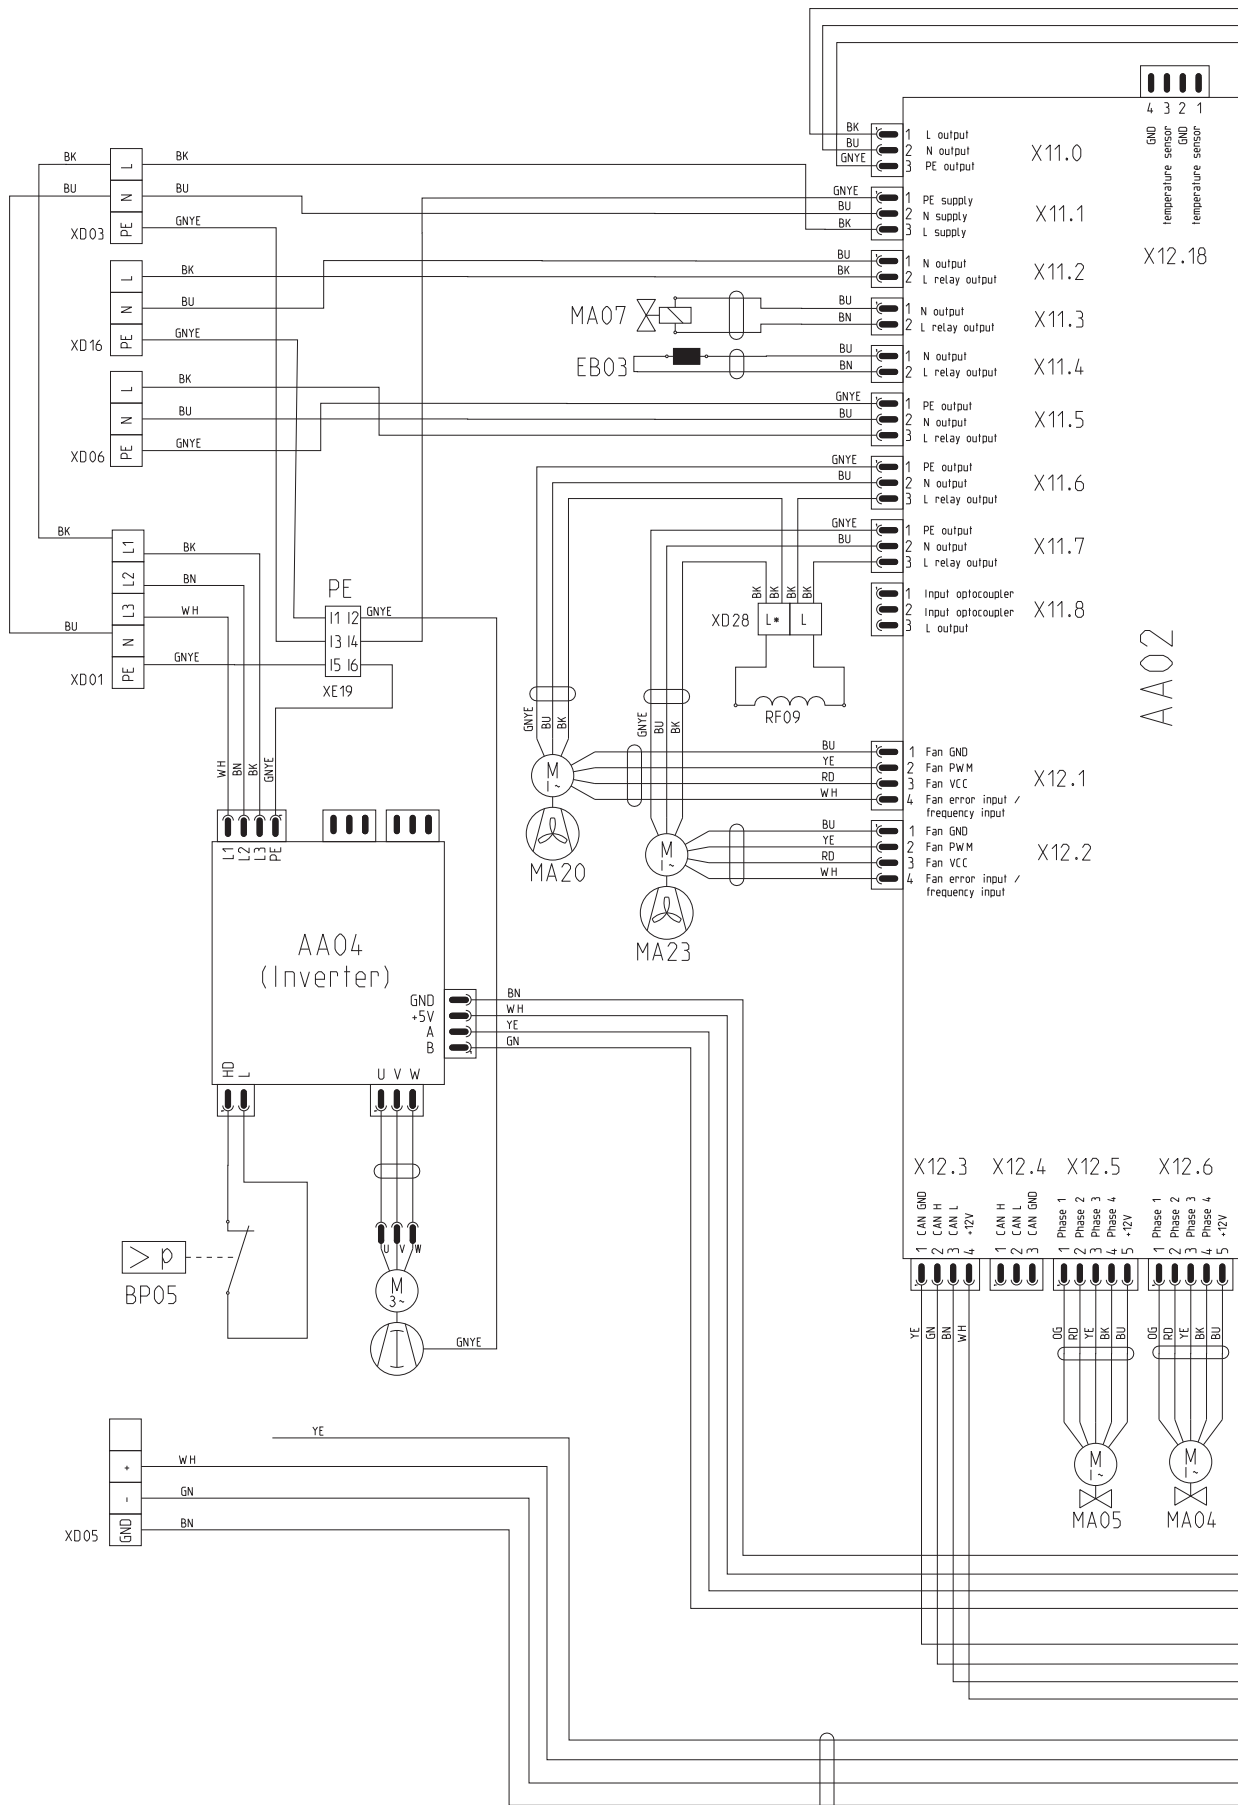 4 3 2 1
GND
temperature sensor
GND
temperature sensor
X12.18
BK 1 L output
BU 2 N output
GNYE 3 PE output
X11.0
GNYE 1 PE supply
BU 2 N supply
BK 3 L supply
X11.1
BU 1 N output
BK 2 L relay output
X11.2
MA07
BU 1 N output
BN 2 L relay output
X11.3
EB03
BU 1 N output
BN 2 L relay output
X11.4
GNYE 1 PE output
BU 2 N output
3 L relay output
X11.5
GNYE 1 PE output
BU 2 N output
3 L relay output
X11.6
GNYE 1 PE output
BU 2 N output
3 L relay output
X11.7
1 Input optocoupler
2 Input optocoupler
3 L output
X11.8
AA02
BK L BK
BU N BU
PE GNYE
XD03
L BK
N BU
PE GNYE
XD16
L BK
N BU
PE GNYE
XD06
BK L1 BK
L2 BN
L3 WH
BU N
PE GNYE
XD01
PE
I1 I2 GNYE
I3 I4
I5 I6
XE19
BK BK BK BK
XD28 L* L
RF09
GNYE BU BK
GNYE BU BK
M
1~
MA20
M
1~
MA23
BU 1 Fan GND
YE 2 Fan PWM
RD 3 Fan VCC
WH 4 Fan error input /
frequency input
X12.1
BU 1 Fan GND
YE 2 Fan PWM
RD 3 Fan VCC
WH 4 Fan error input /
frequency input
X12.2
WH BN BK GNYE
L1 L2 L3 PE
AA04
(Inverter)
GND BN
+5V WH
A YE
B GN
HD L
U V W
U V W
M
3~
GNYE
> p
BP05
X12.3
1 CAN GND
2 CAN H
3 CAN L
4 +12V
YE GN BN WH
X12.4
1 CAN H
2 CAN L
3 CAN GND
X12.5
1 Phase 1
2 Phase 2
3 Phase 3
4 Phase 4
5 +12V
OG RD YE BK BU
M
1~
MA05
X12.6
1 Phase 1
2 Phase 2
3 Phase 3
4 Phase 4
5 +12V
OG RD YE BK BU
M
1~
MA04
YE
+ WH
- GN
GND BN
XD05